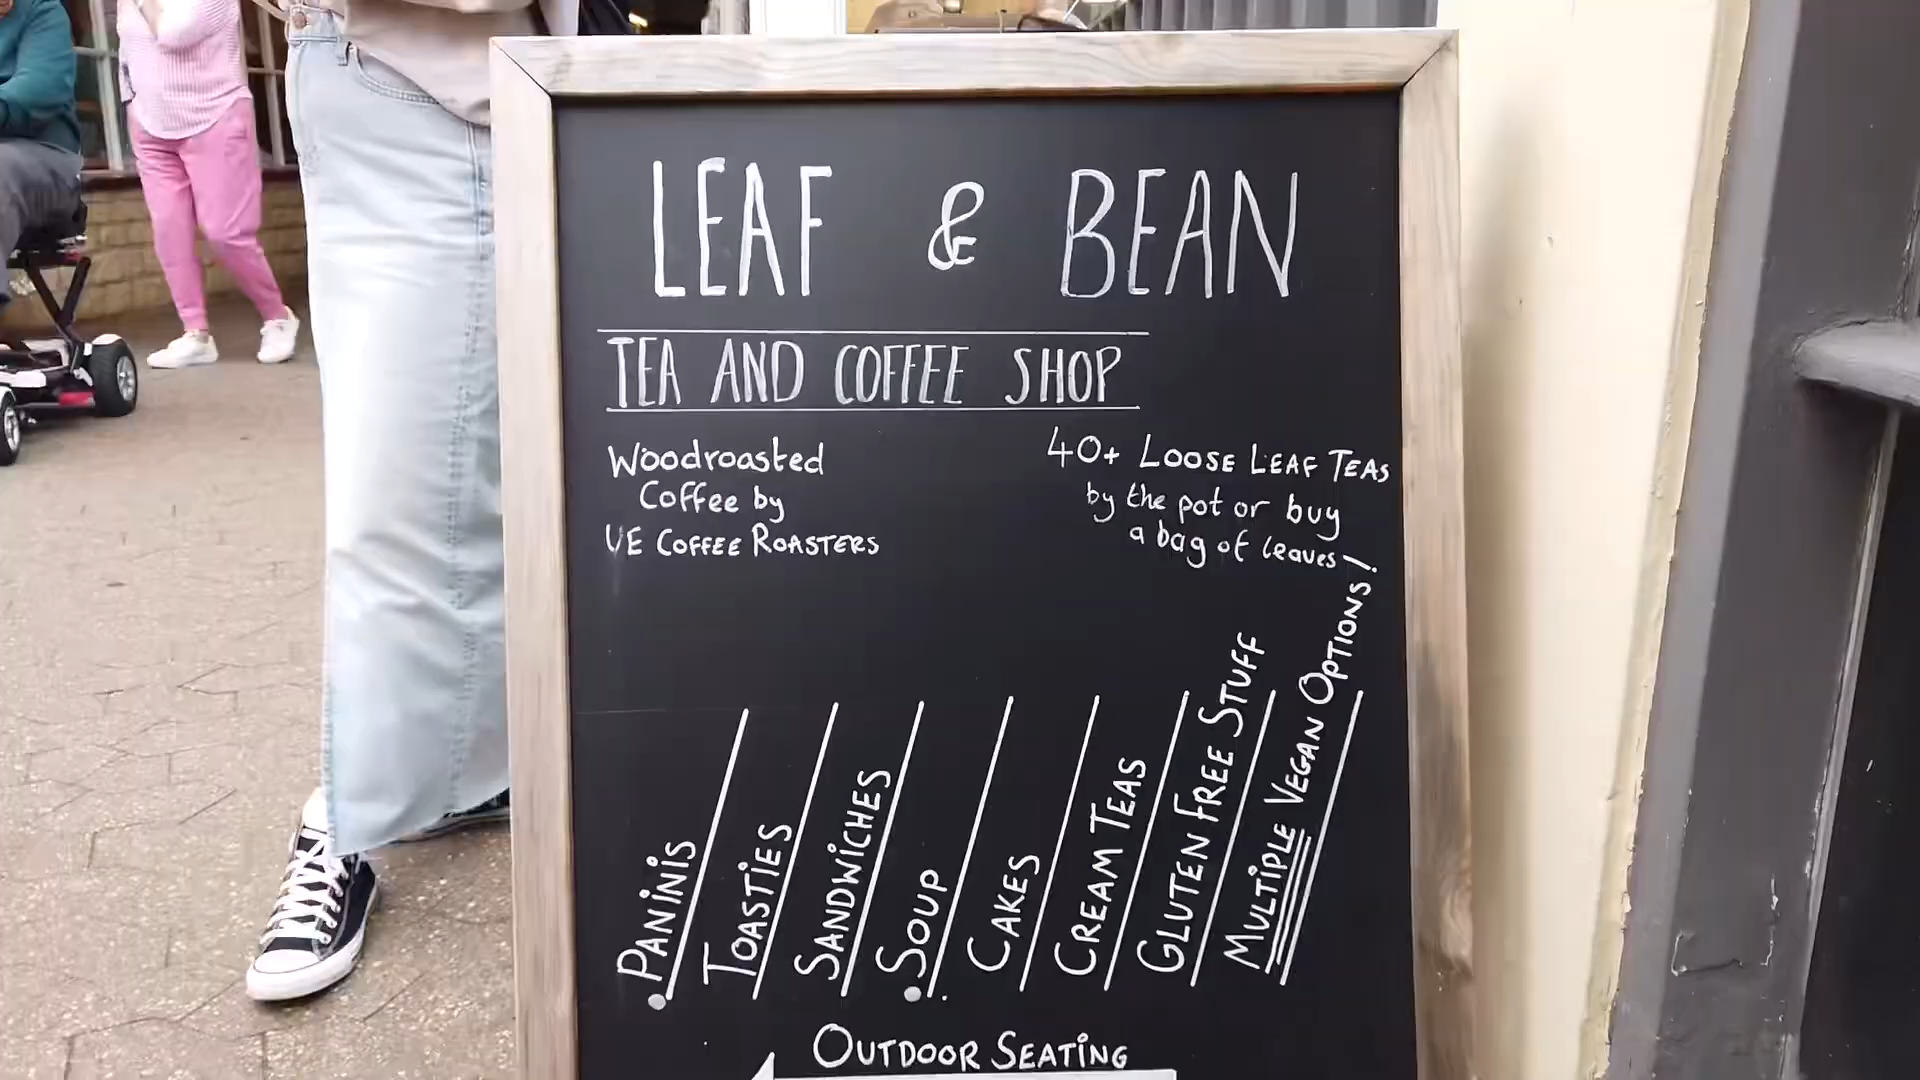 LEAF & BEAN
TEA AND COFFEE SHOP
Woodroasted
Coffee by
UE COFFEE ROASTERS
40+ LOOSE LEAF TEAS
by the pot or buy
a bag of leaves!
PANINIS
TOASTIES
SANDWICHES
SOUP
CAKES
CREAM TEAS
GLUTEN FREE STUFF
MULTIPLE VEGAN OPTIONS!
OUTDOOR SEATING